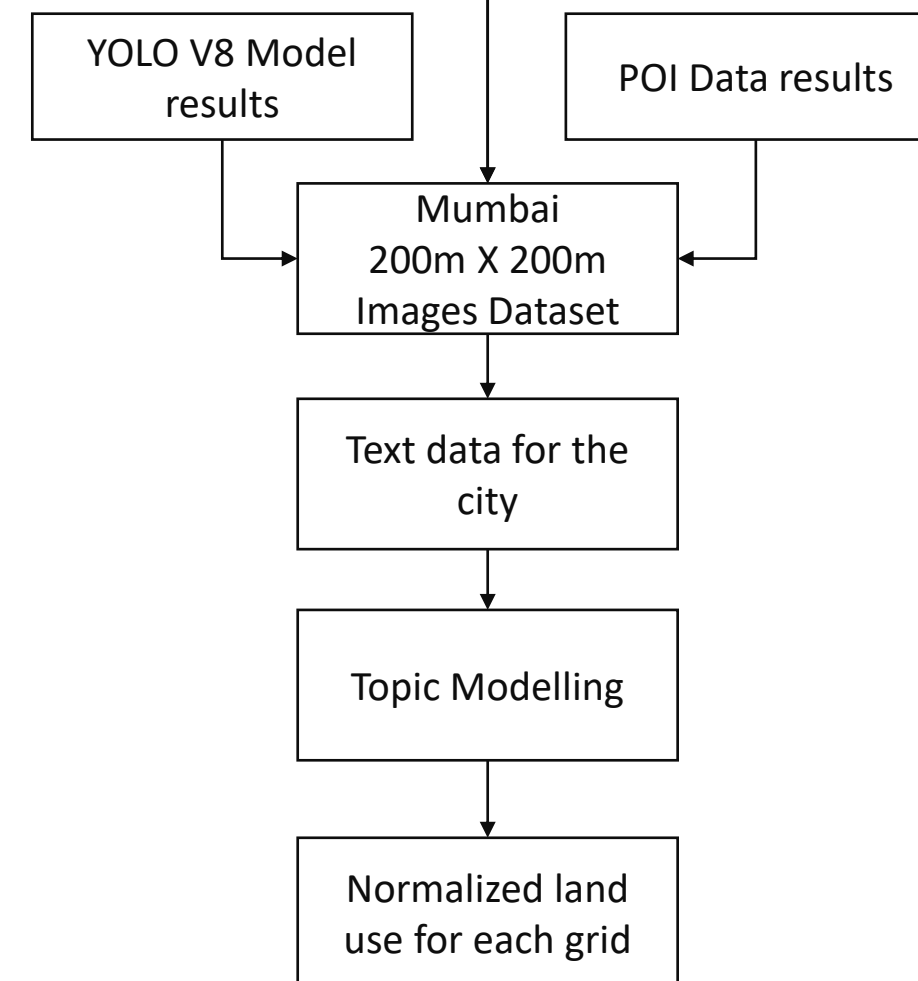 YOLO V8 Model
results
POI Data results
Mumbai
200m X 200m
Images Dataset
Text data for the
city
Topic Modelling
Normalized land
use for each grid